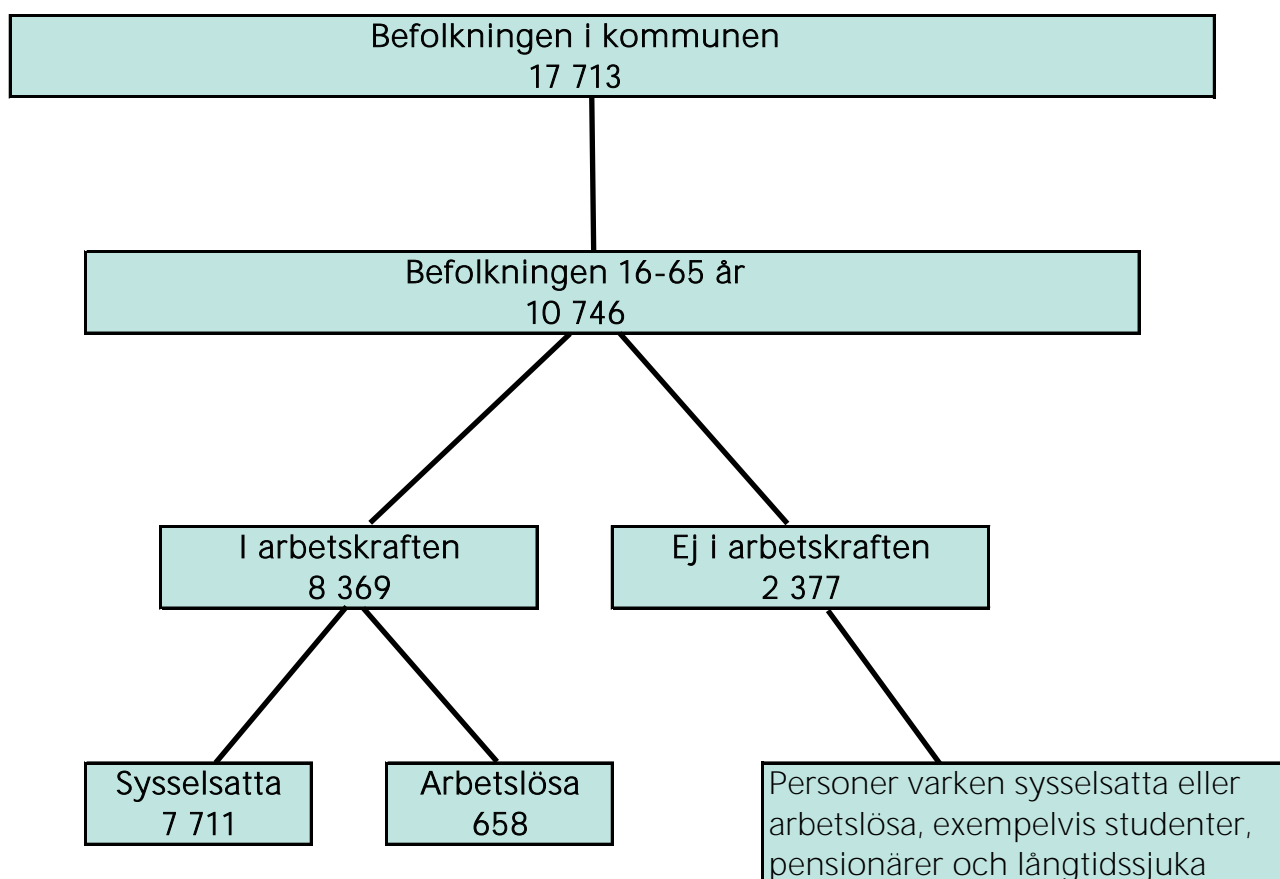 Befolkningen i kommunen
17 713
Befolkningen 16-65 år
10 746
I arbetskraften
8 369
Ej i arbetskraften
2 377
Sysselsatta
7 711
Arbetslösa
658
Personer varken sysselsatta eller
arbetslösa, exempelvis studenter,
pensionärer och långtidssjuka